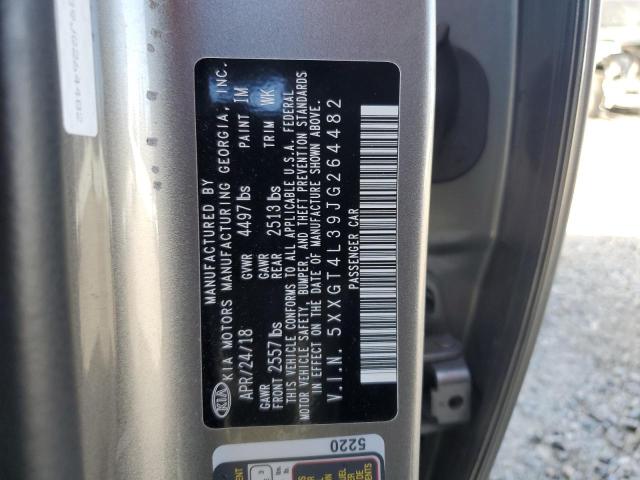 MANUFACTURED BY
KIA KIA MOTORS MANUFACTURING GEORGIA, INC.
APR/24/18 GVWR 4497 lbs PAINT IM
GAWR FRONT 2557 lbs GAWR REAR 2513 lbs TRIM WK
THIS VEHICLE CONFORMS TO ALL APPLICABLE U.S.A. FEDERAL
MOTOR VEHICLE SAFETY, BUMPER, AND THEFT PREVENTION STANDARDS
IN EFFECT ON THE DATE OF MANUFACTURE SHOWN ABOVE.
V.I.N. 5XXGT4L39JG264482
PASSENGER CAR
5220